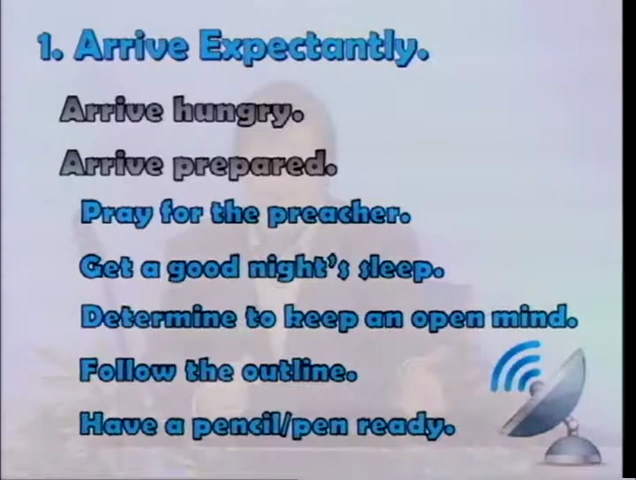 1. Arrive Expectantly.
Arrive hungry.
Arrive prepared.
Pray for the preacher.
Get a good night's sleep.
Determine to keep an open mind.
Follow the outline.
Have a pencil/pen ready.